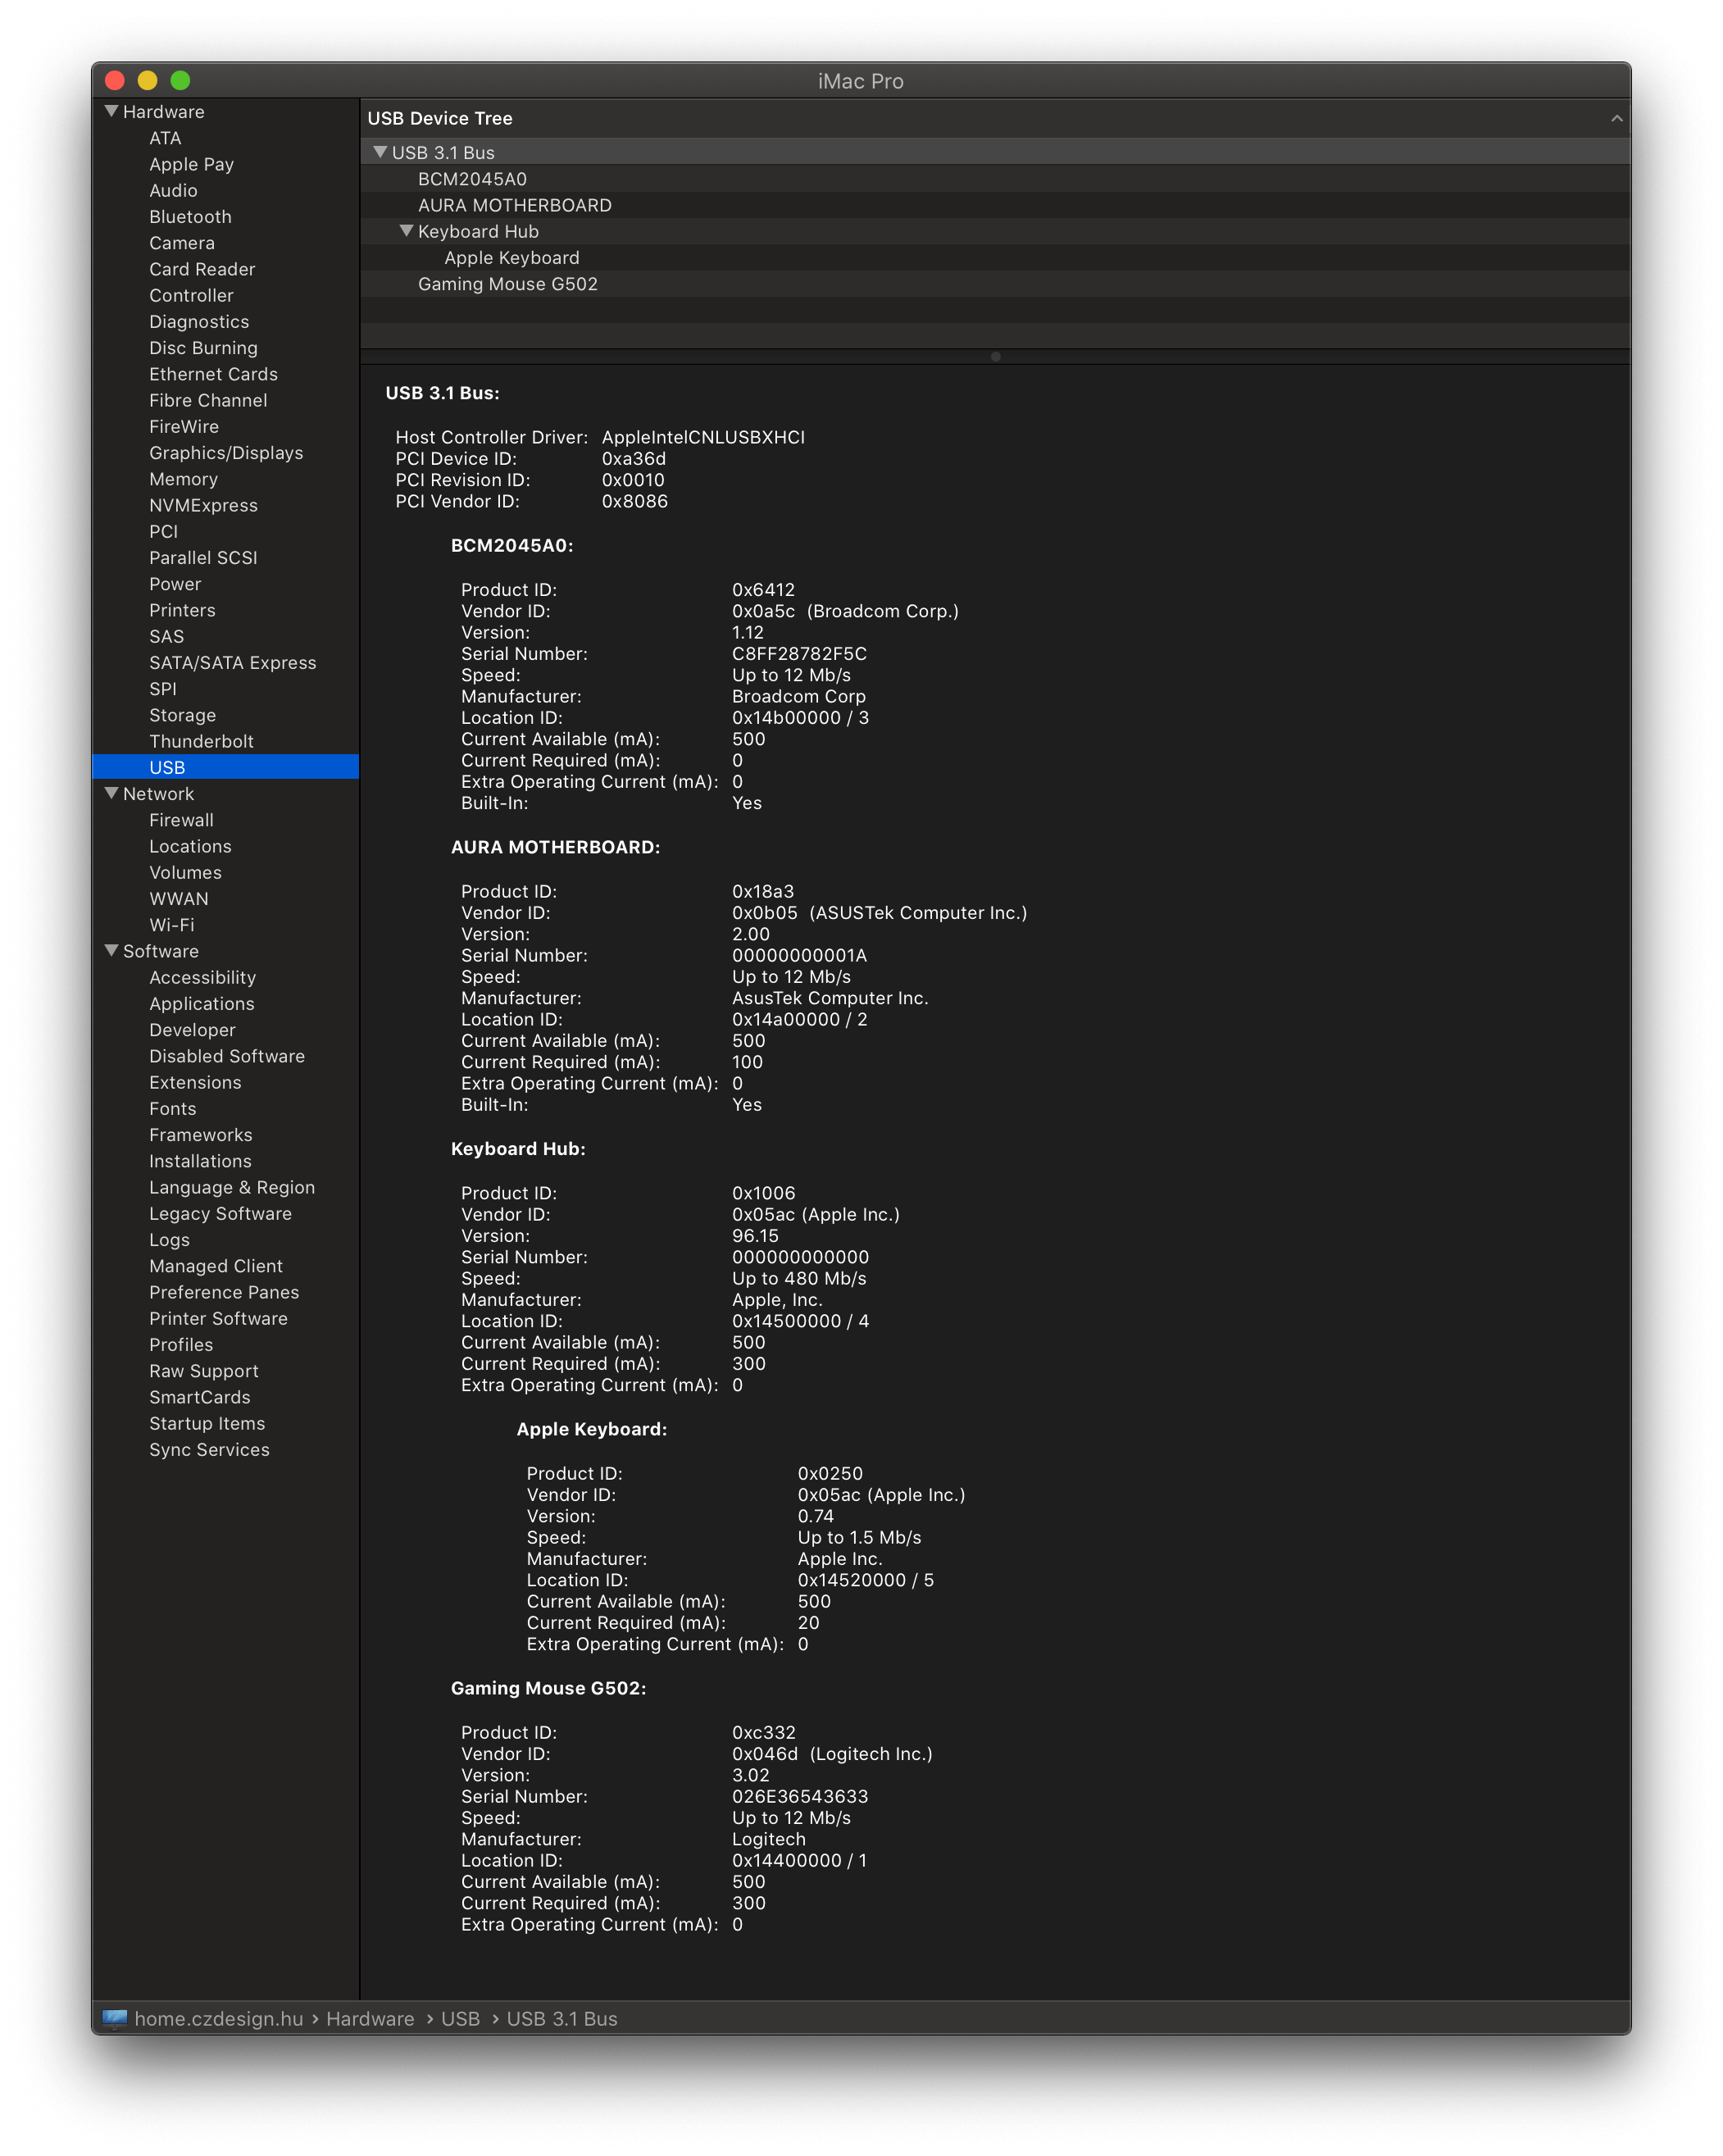 iMac Pro
Hardware
ATA
Apple Pay
Audio
Bluetooth
Camera
Card Reader
Controller
Diagnostics
Disc Burning
Ethernet Cards
Fibre Channel
FireWire
Graphics/Displays
Memory
NVMExpress
PCI
Parallel SCSI
Power
Printers
SAS
SATA/SATA Express
SPI
Storage
Thunderbolt
USB
Network
Firewall
Locations
Volumes
WWAN
Wi-Fi
Software
Accessibility
Applications
Developer
Disabled Software
Extensions
Fonts
Frameworks
Installations
Language & Region
Legacy Software
Logs
Managed Client
Preference Panes
Printer Software
Profiles
Raw Support
SmartCards
Startup Items
Sync Services
USB Device Tree
USB 3.1 Bus
BCM2045A0
AURA MOTHERBOARD
Keyboard Hub
Apple Keyboard
Gaming Mouse G502
USB 3.1 Bus:
Host Controller Driver: AppleIntelCNLUSBXHCI
PCI Device ID: 0xa36d
PCI Revision ID: 0x0010
PCI Vendor ID: 0x8086
BCM2045A0:
Product ID: 0x6412
Vendor ID: 0x0a5c (Broadcom Corp.)
Version: 1.12
Serial Number: C8FF28782F5C
Speed: Up to 12 Mb/s
Manufacturer: Broadcom Corp
Location ID: 0x14b00000 / 3
Current Available (mA): 500
Current Required (mA): 0
Extra Operating Current (mA): 0
Built-In: Yes
AURA MOTHERBOARD:
Product ID: 0x18a3
Vendor ID: 0x0b05 (ASUSTek Computer Inc.)
Version: 2.00
Serial Number: 00000000001A
Speed: Up to 12 Mb/s
Manufacturer: AsusTek Computer Inc.
Location ID: 0x14a00000 / 2
Current Available (mA): 500
Current Required (mA): 100
Extra Operating Current (mA): 0
Built-In: Yes
Keyboard Hub:
Product ID: 0x1006
Vendor ID: 0x05ac (Apple Inc.)
Version: 96.15
Serial Number: 000000000000
Speed: Up to 480 Mb/s
Manufacturer: Apple, Inc.
Location ID: 0x14500000 / 4
Current Available (mA): 500
Current Required (mA): 300
Extra Operating Current (mA): 0
Apple Keyboard:
Product ID: 0x0250
Vendor ID: 0x05ac (Apple Inc.)
Version: 0.74
Speed: Up to 1.5 Mb/s
Manufacturer: Apple Inc.
Location ID: 0x14520000 / 5
Current Available (mA): 500
Current Required (mA): 20
Extra Operating Current (mA): 0
Gaming Mouse G502:
Product ID: 0xc332
Vendor ID: 0x046d (Logitech Inc.)
Version: 3.02
Serial Number: 026E36543633
Speed: Up to 12 Mb/s
Manufacturer: Logitech
Location ID: 0x14400000 / 1
Current Available (mA): 500
Current Required (mA): 300
Extra Operating Current (mA): 0
home.czdesign.hu › Hardware › USB › USB 3.1 Bus